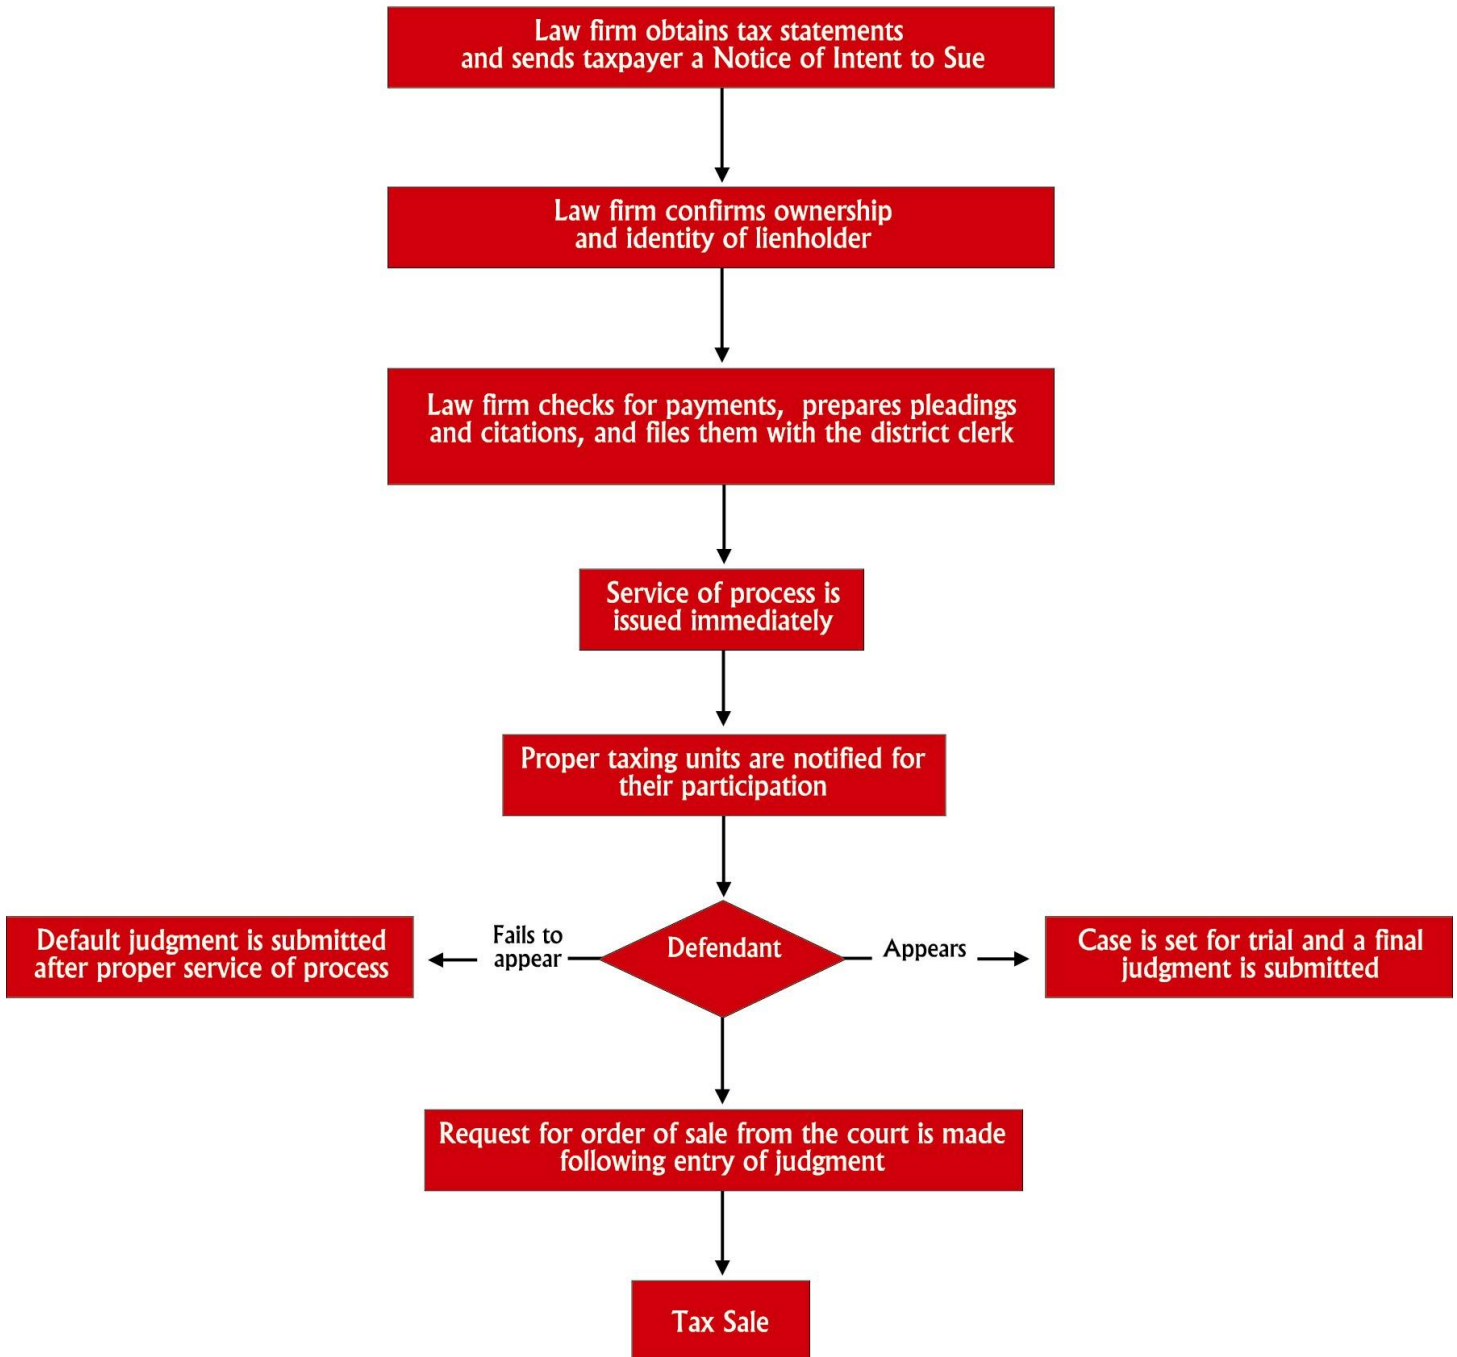 Law firm obtains tax statements
and sends taxpayer a Notice of Intent to Sue
Law firm confirms ownership
and identity of lienholder
Law firm checks for payments, prepares pleadings
and citations, and files them with the district clerk
Service of process is
issued immediately
Proper taxing units are notified for
their participation
Default judgment is submitted
after proper service of process
Fails to
appear
Defendant
Appears
Case is set for trial and a final
judgment is submitted
Request for order of sale from the court is made
following entry of judgment
Tax Sale